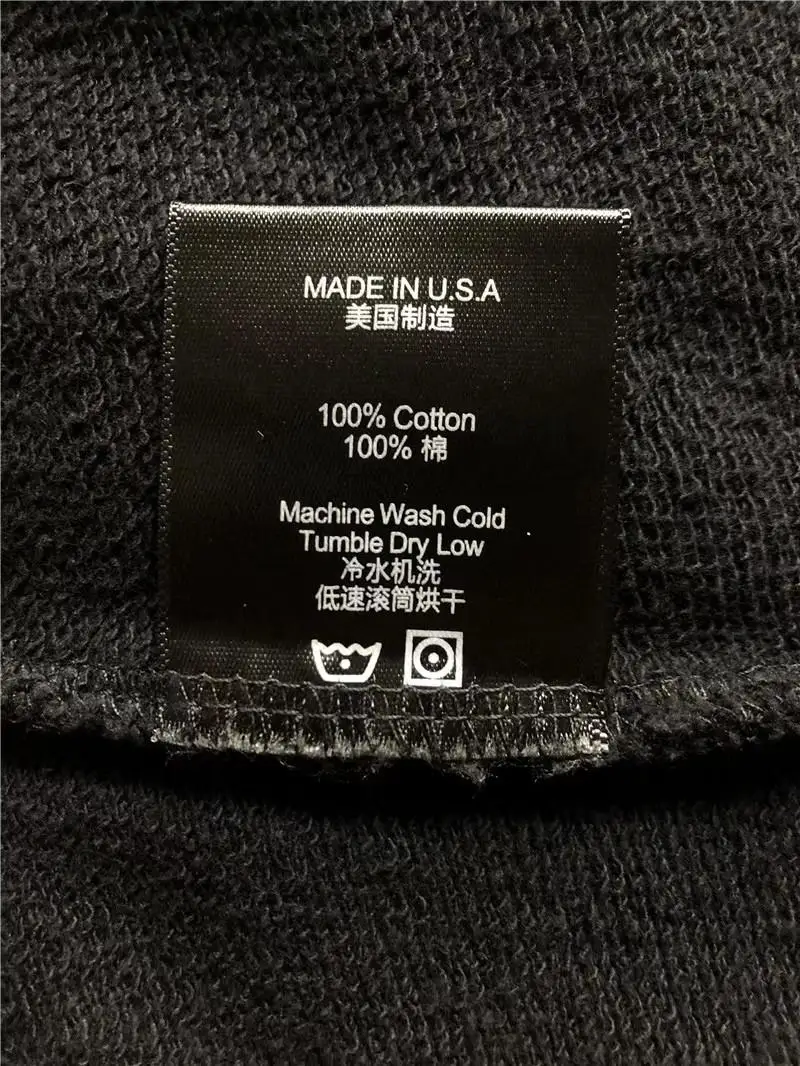 MADE IN U.S.A
美国制造
100% Cotton
100% 棉
Machine Wash Cold
Tumble Dry Low
冷水机洗
低速滚筒烘干